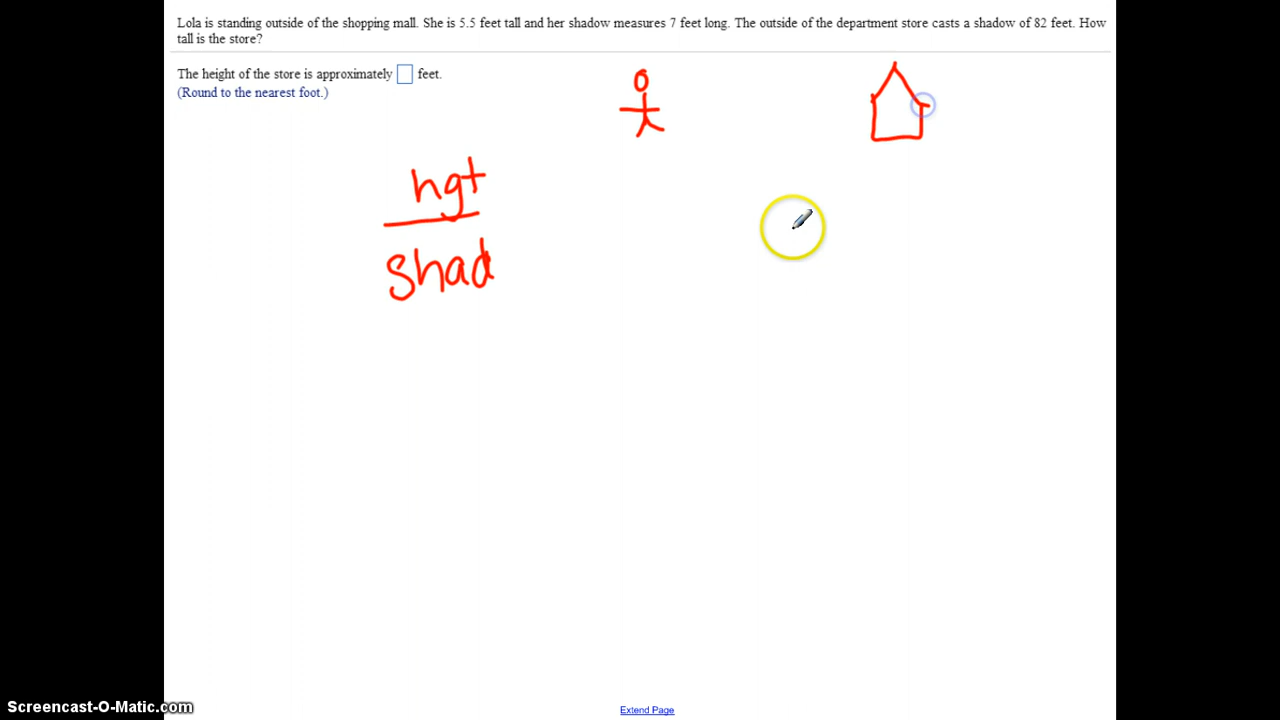 Lola is standing outside of the shopping mall. She is 5.5 feet tall and her shadow measures 7 feet long. The outside of the department store casts a shadow of 82 feet. How
tall is the store?
The height of the store is approximately feet.
(Round to the nearest foot.)
hgt
shad
Screencast-O-Matic.com
Extend Page